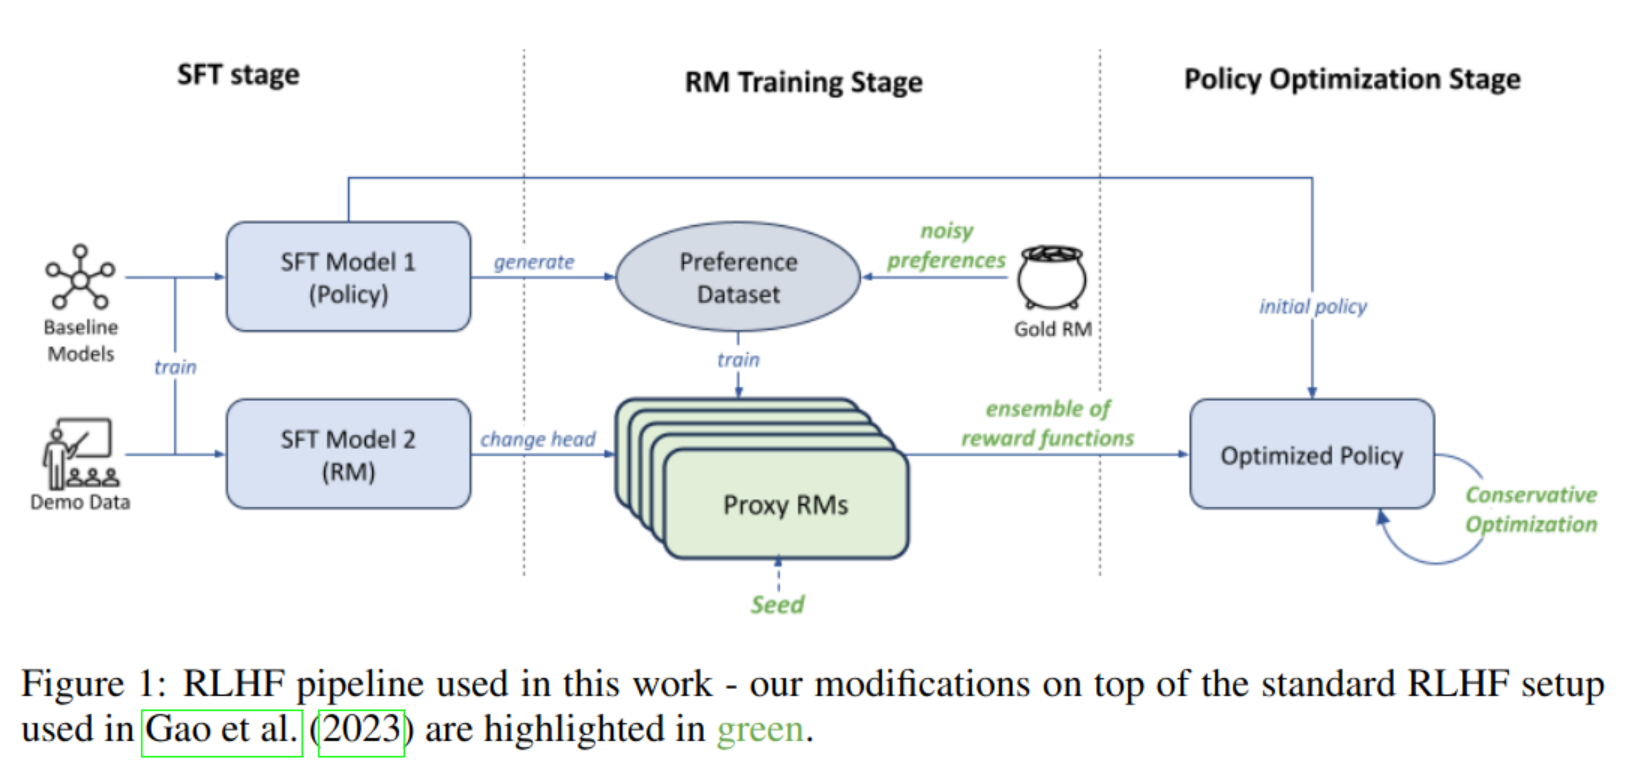 SFT stage
RM Training Stage
Policy Optimization Stage
Baseline
Models
Demo Data
train
SFT Model 1
(Policy)
SFT Model 2
(RM)
generate
change head
Preference
Dataset
train
noisy
preferences
Gold RM
Proxy RMs
Seed
ensemble of
reward functions
initial policy
Optimized Policy
Conservative
Optimization
Figure 1: RLHF pipeline used in this work - our modifications on top of the standard RLHF setup
used in Gao et al. (2023) are highlighted in green.